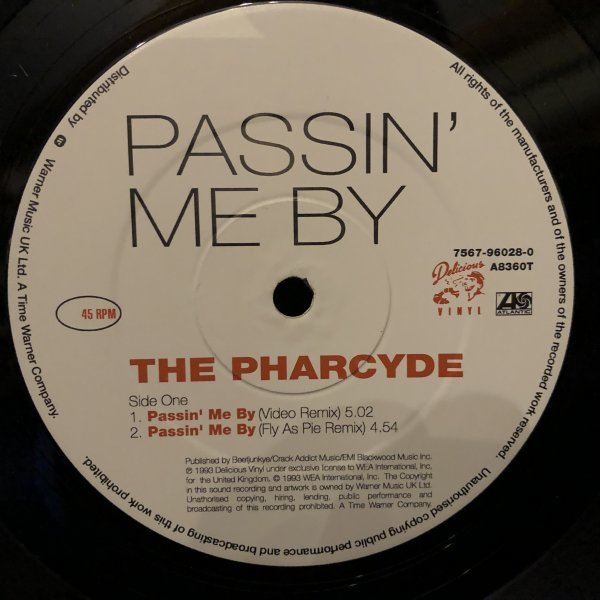 PASSIN'
ME BY
7567-96028-0
A8360T
Delicious
VINYL
ATLANTIC
45 RPM
THE PHARCYDE
Side One
1. Passin' Me By (Video Remix) 5.02
2. Passin' Me By (Fly As Pie Remix) 4.54
Published by Beetjunkye/Crack Addict Music/EMI Blackwood Music Inc.
℗ 1993 Delicious Vinyl under exclusive license to WEA International, Inc,
for the United Kingdom. © 1993 WEA International, Inc. The Copyright
in this sound recording and artwork is owned by Warner Music UK Ltd.
Unathorised copying, hiring, lending, public performance and
broadcasting of this recording prohibited. A Time Warner Company.
All rights of the manufacturers and of the owners of the recorded work reserved.
Unauthorised copying public performance and broadcasting of this work prohibited.
Distributed by Warner Music UK Ltd. A Time Warner Company.